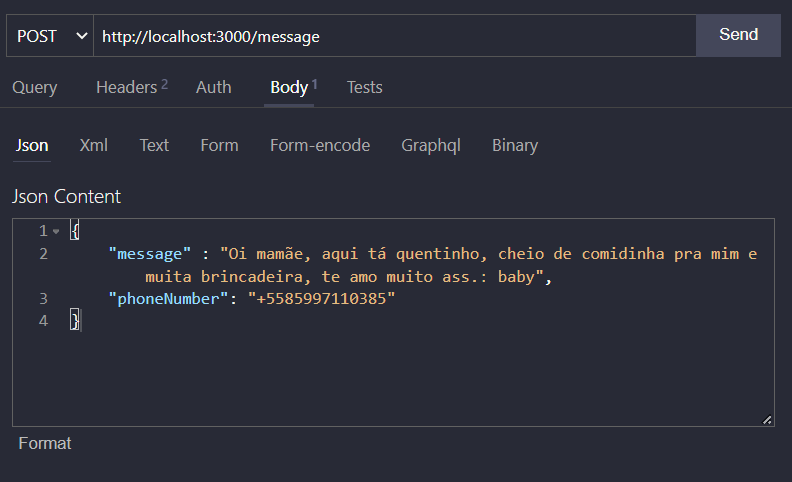 POST http://localhost:3000/message Send
Query Headers 2 Auth Body 1 Tests
Json Xml Text Form Form-encode Graphql Binary
Json Content
1 {
2 "message" : "Oi mamãe, aqui tá quentinho, cheio de comidinha pra mim e
muita brincadeira, te amo muito ass.: baby",
3 "phoneNumber": "+5585997110385"
4 }
Format